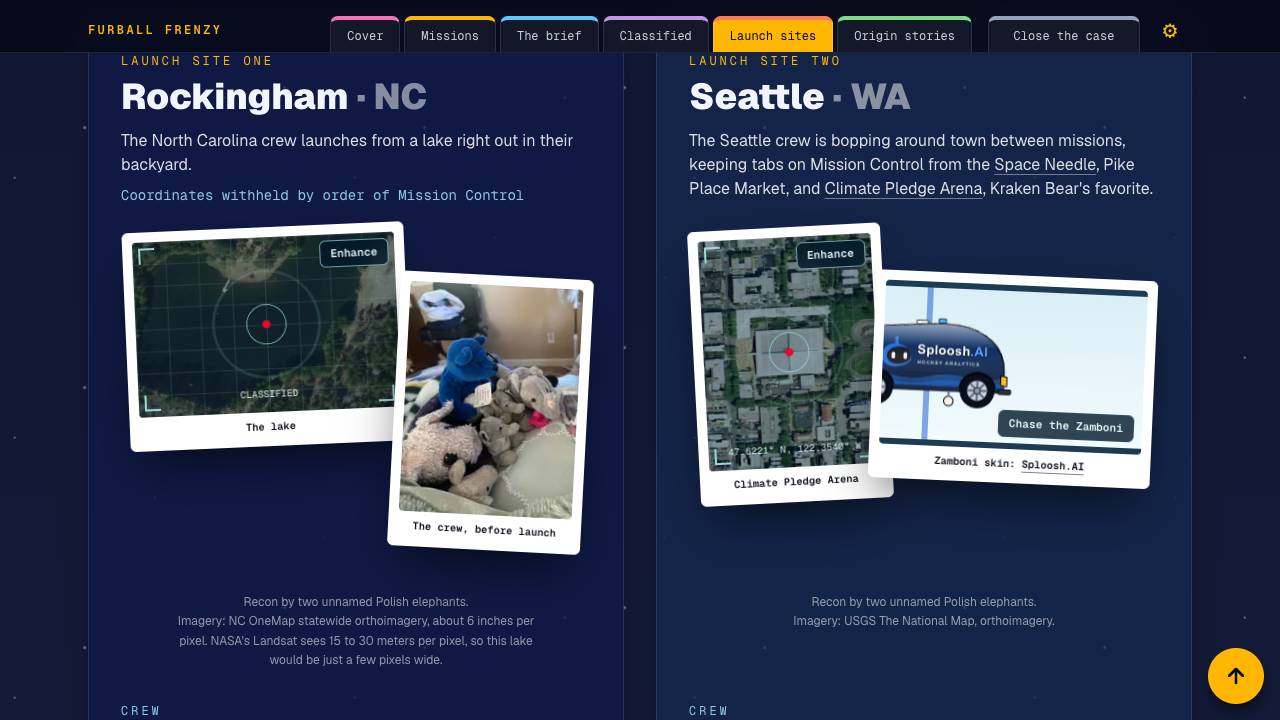 FURBALL FRENZY
Cover
Missions
The brief
Classified
Launch sites
Origin stories
Close the case
LAUNCH SITE ONE
Rockingham · NC
The North Carolina crew launches from a lake right out in their
backyard.
Coordinates withheld by order of Mission Control
Enhance
CLASSIFIED
The lake
The crew, before launch
Recon by two unnamed Polish elephants.
Imagery: NC OneMap statewide orthoimagery, about 6 inches per
pixel. NASA's Landsat sees 15 to 30 meters per pixel, so this lake
would be just a few pixels wide.
CREW
LAUNCH SITE TWO
Seattle · WA
The Seattle crew is bopping around town between missions,
keeping tabs on Mission Control from the Space Needle, Pike
Place Market, and Climate Pledge Arena, Kraken Bear's favorite.
Enhance
47.6221° N, 122.3540° W
Climate Pledge Arena
Sploosh.AI
HOCKEY ANALYTICS
Chase the Zamboni
Zamboni skin: Sploosh.AI
Recon by two unnamed Polish elephants.
Imagery: USGS The National Map, orthoimagery.
CREW